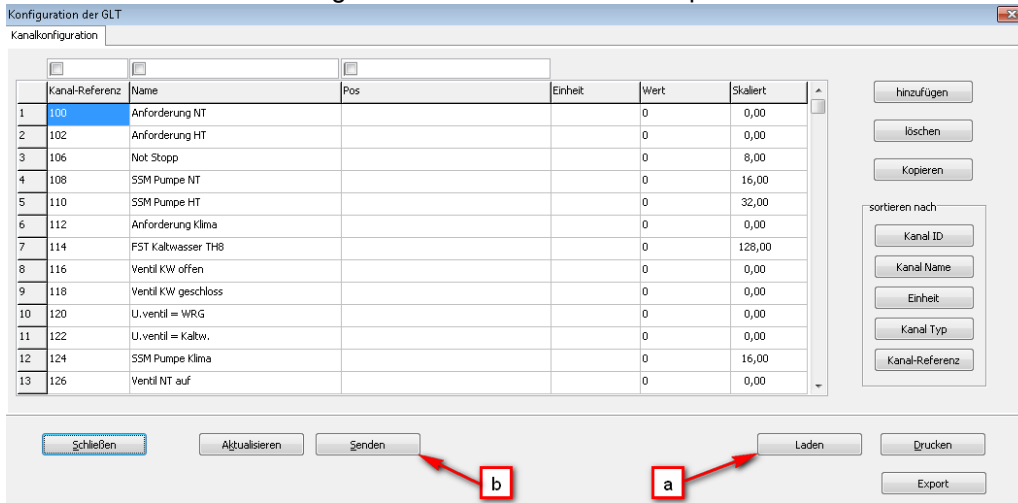 Konfiguration der GLT
Kanalkonfiguration
Kanal-Referenz Name Pos Einheit Wert Skaliert
1 100 Anforderung NT 0 0,00
2 102 Anforderung HT 0 0,00
3 106 Not Stopp 0 8,00
4 108 SSM Pumpe NT 0 16,00
5 110 SSM Pumpe HT 0 32,00
6 112 Anforderung Klima 0 0,00
7 114 FST Kaltwasser TH8 0 128,00
8 116 Ventil KW offen 0 0,00
9 118 Ventil KW geschloss 0 0,00
10 120 U.ventil = WRG 0 0,00
11 122 U.ventil = Kaltw. 0 0,00
12 124 SSM Pumpe Klima 0 16,00
13 126 Ventil NT auf 0 0,00
hinzufügen
löschen
Kopieren
sortieren nach
Kanal ID
Kanal Name
Einheit
Kanal Typ
Kanal-Referenz
Schließen Aktualisieren Senden Laden Drucken
b a
Export